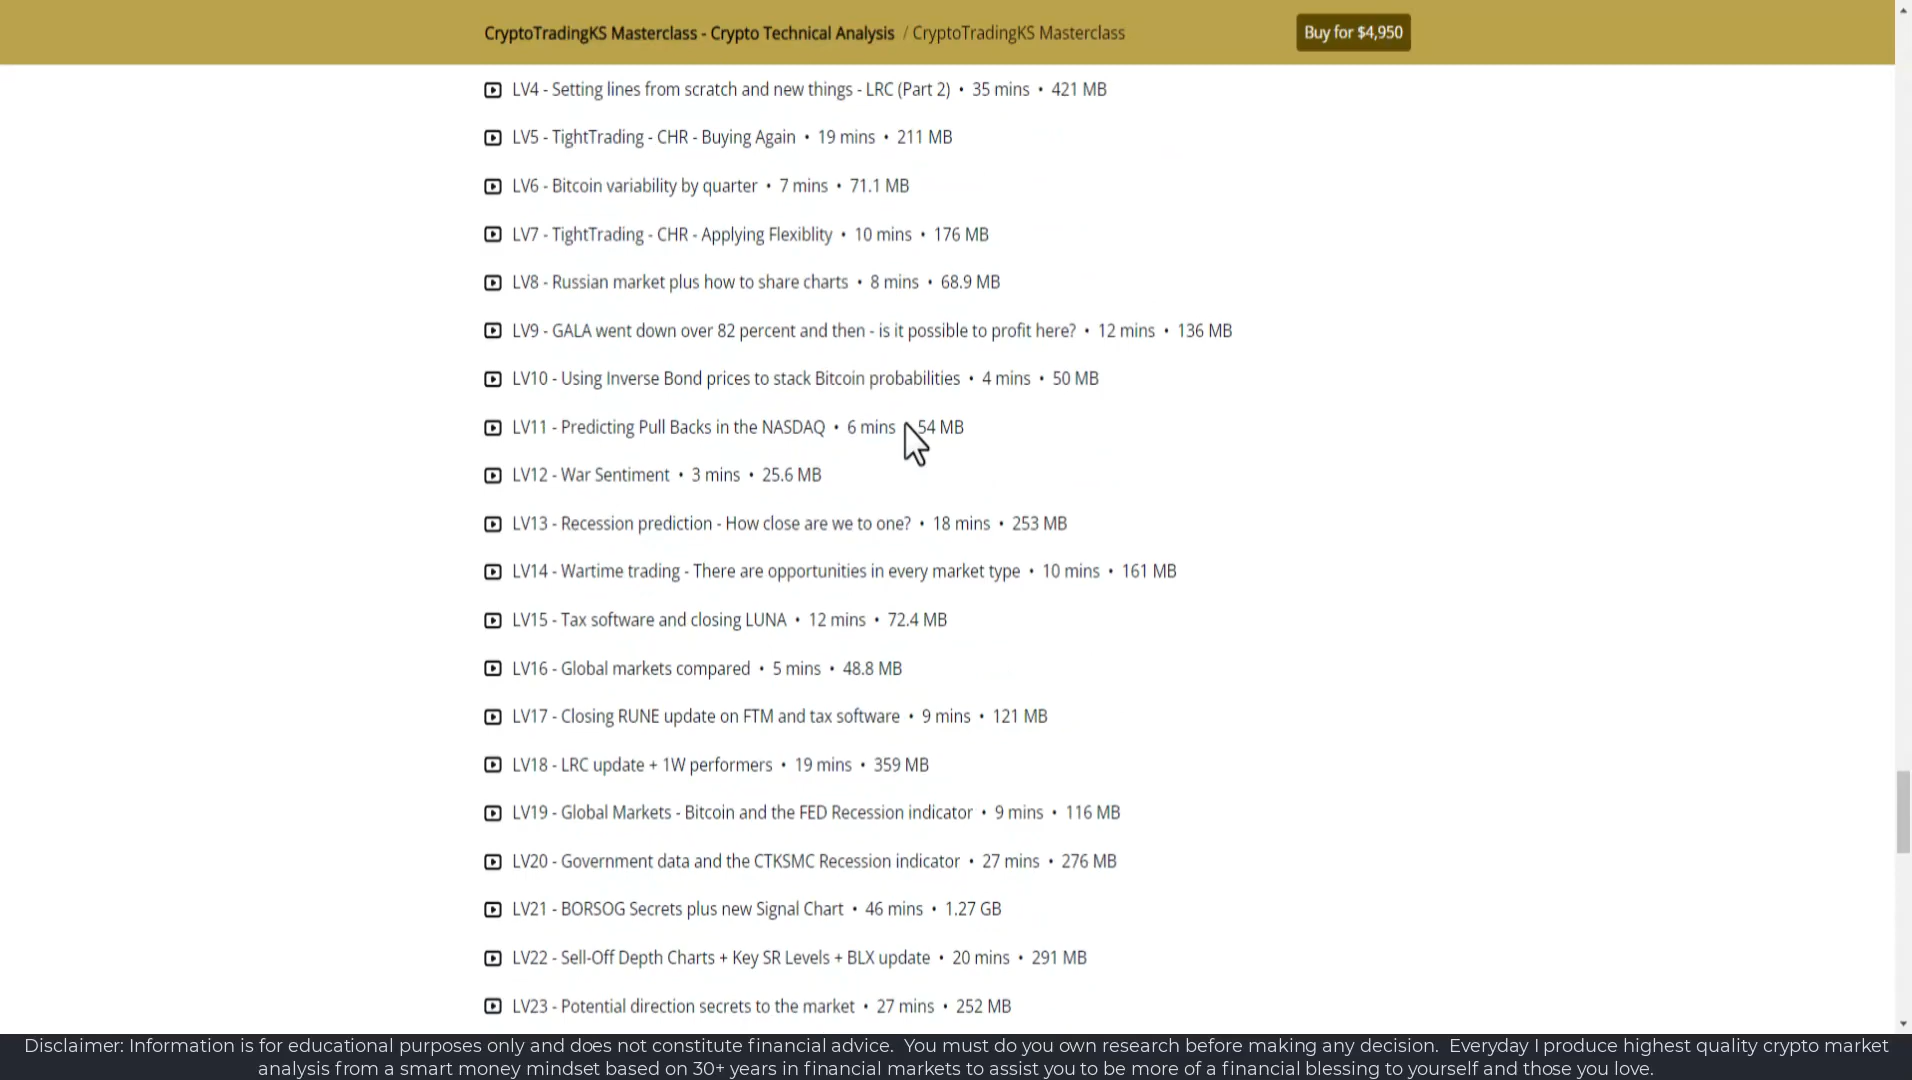 CryptoTradingKS Masterclass - Crypto Technical Analysis / CryptoTradingKS Masterclass Buy for $4,950
LV4 - Setting lines from scratch and new things - LRC (Part 2) • 35 mins • 421 MB
LV5 - TightTrading - CHR - Buying Again • 19 mins • 211 MB
LV6 - Bitcoin variability by quarter • 7 mins • 71.1 MB
LV7 - TightTrading - CHR - Applying Flexiblity • 10 mins • 176 MB
LV8 - Russian market plus how to share charts • 8 mins • 68.9 MB
LV9 - GALA went down over 82 percent and then - is it possible to profit here? • 12 mins • 136 MB
LV10 - Using Inverse Bond prices to stack Bitcoin probabilities • 4 mins • 50 MB
LV11 - Predicting Pull Backs in the NASDAQ • 6 mins • 54 MB
LV12 - War Sentiment • 3 mins • 25.6 MB
LV13 - Recession prediction - How close are we to one? • 18 mins • 253 MB
LV14 - Wartime trading - There are opportunities in every market type • 10 mins • 161 MB
LV15 - Tax software and closing LUNA • 12 mins • 72.4 MB
LV16 - Global markets compared • 5 mins • 48.8 MB
LV17 - Closing RUNE update on FTM and tax software • 9 mins • 121 MB
LV18 - LRC update + 1W performers • 19 mins • 359 MB
LV19 - Global Markets - Bitcoin and the FED Recession indicator • 9 mins • 116 MB
LV20 - Government data and the CTKSMC Recession indicator • 27 mins • 276 MB
LV21 - BORSOG Secrets plus new Signal Chart • 46 mins • 1.27 GB
LV22 - Sell-Off Depth Charts + Key SR Levels + BLX update • 20 mins • 291 MB
LV23 - Potential direction secrets to the market • 27 mins • 252 MB
Disclaimer: Information is for educational purposes only and does not constitute financial advice. You must do you own research before making any decision. Everyday I produce highest quality crypto market
analysis from a smart money mindset based on 30+ years in financial markets to assist you to be more of a financial blessing to yourself and those you love.